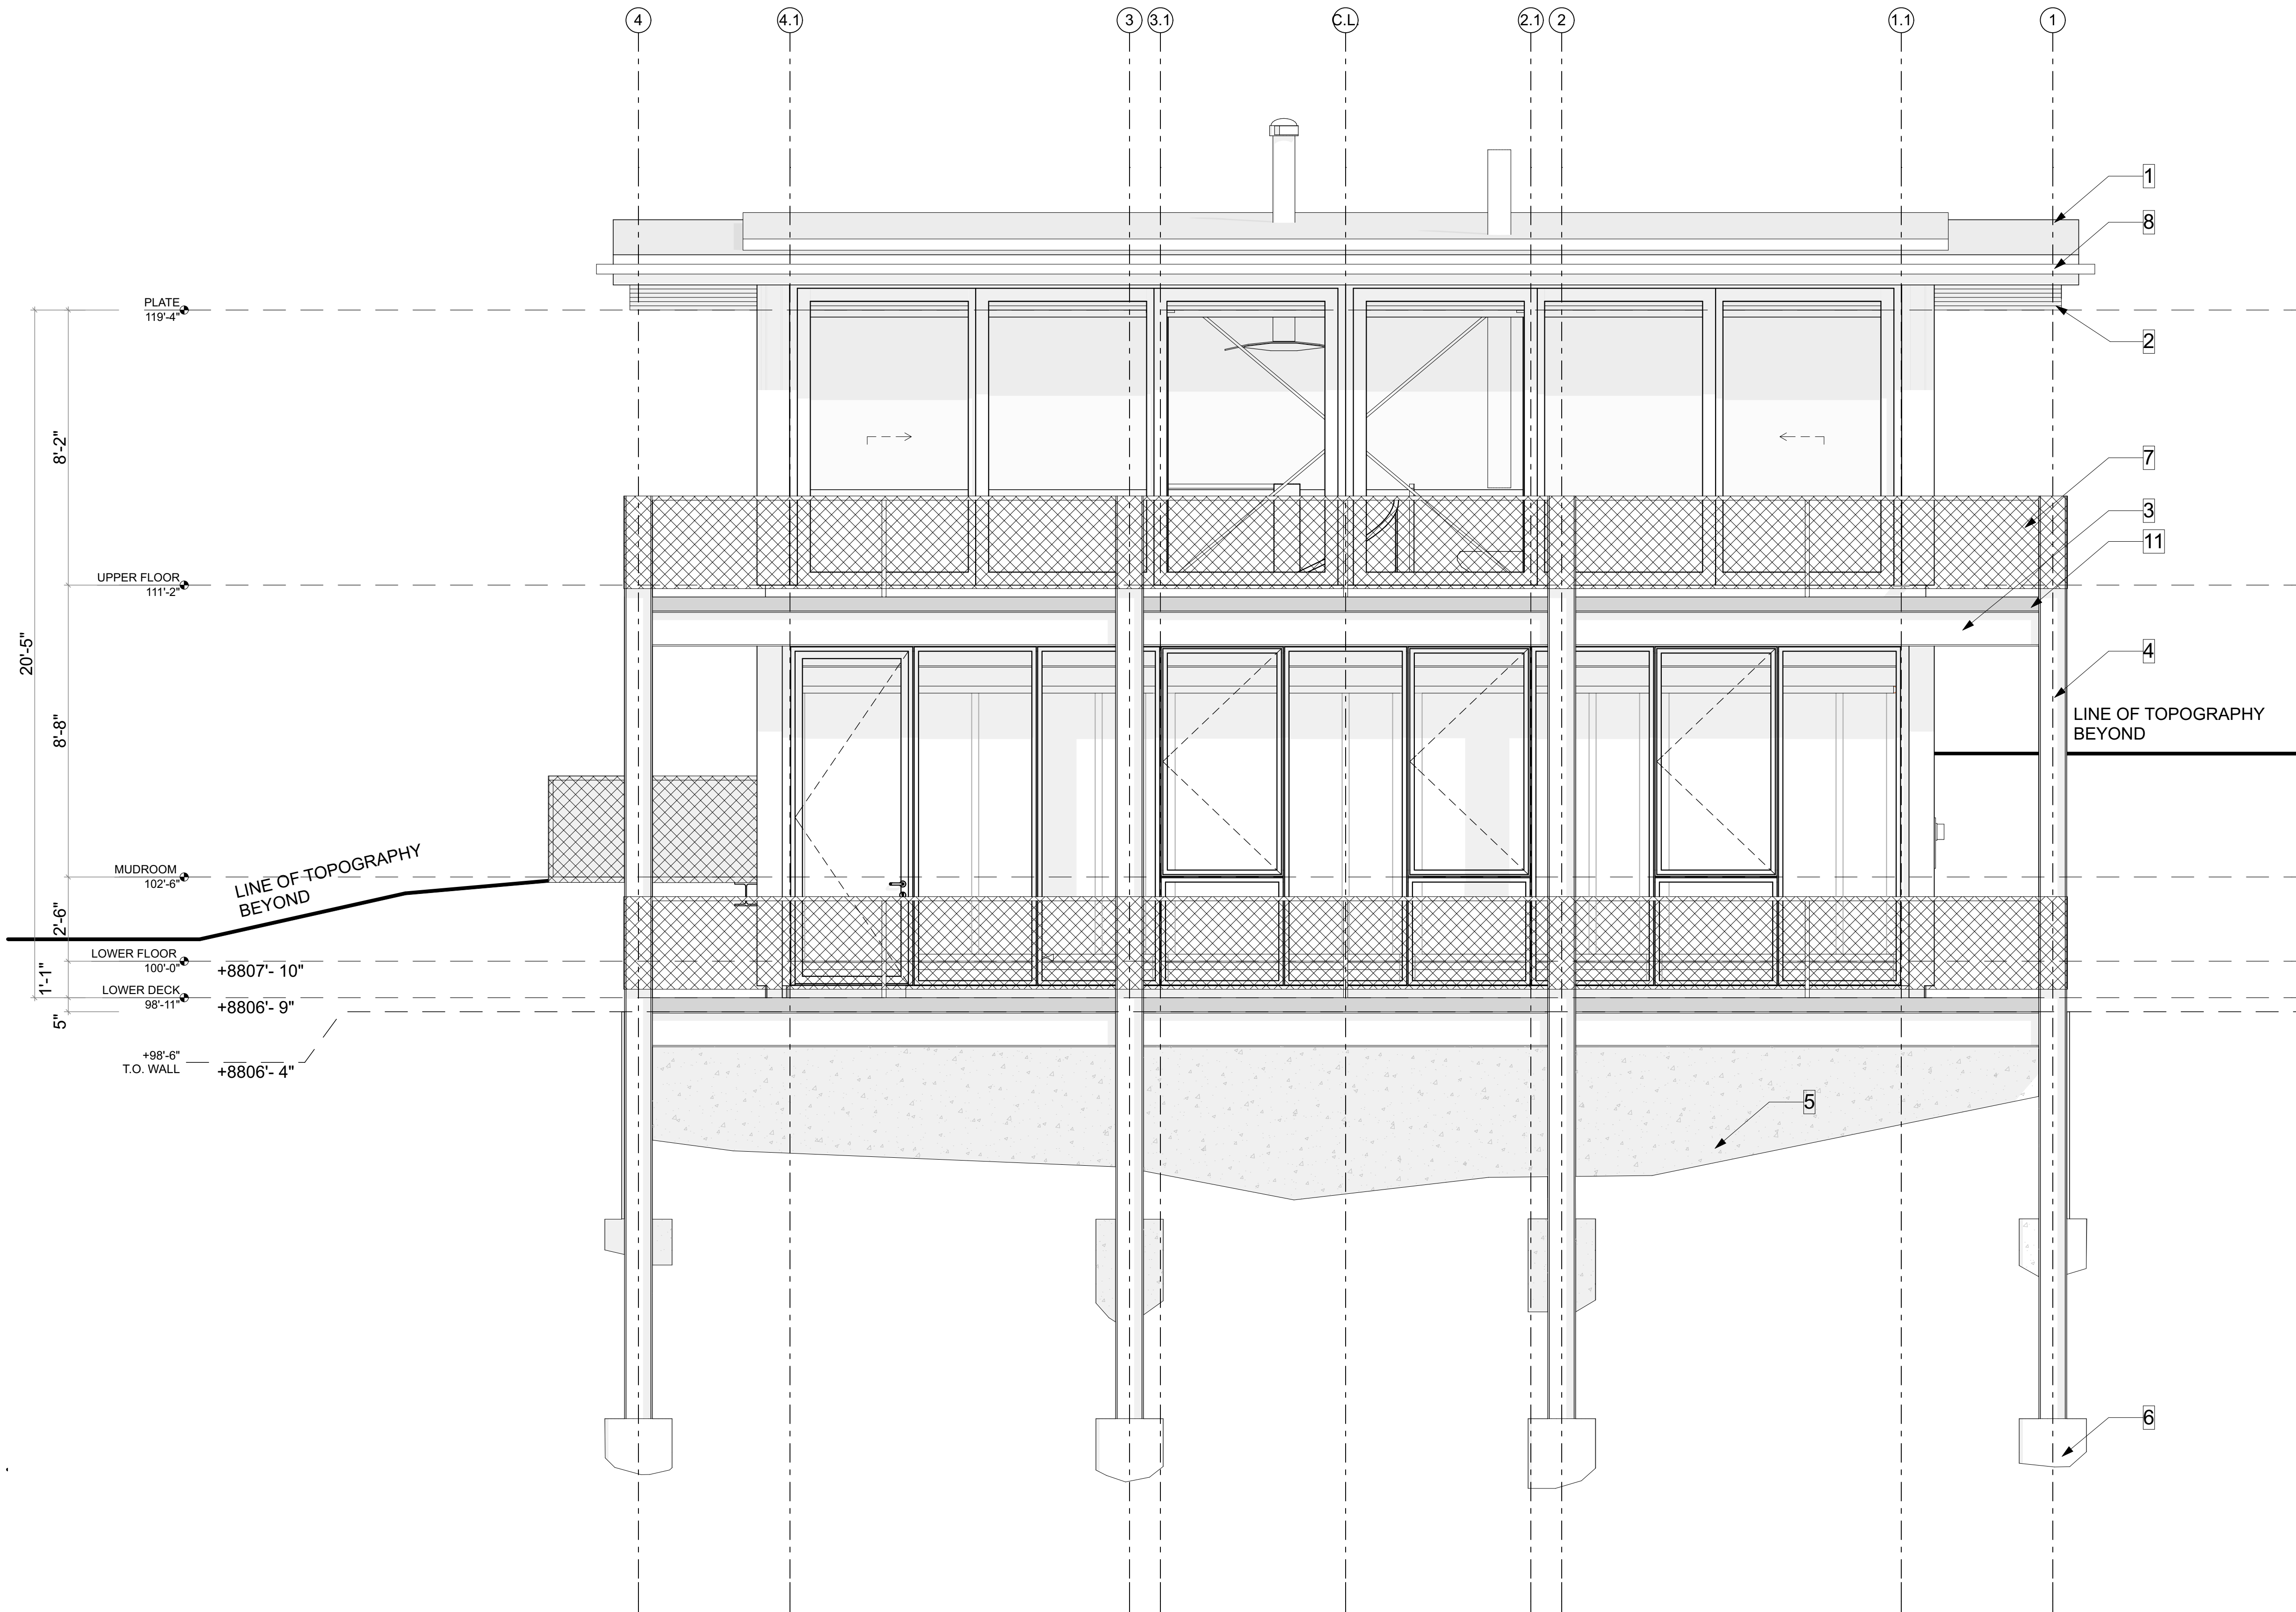 4 4.1 3 3.1 C.L 2.1 2 1.1 1
1
8
PLATE
119'-4"
2
8'-2"
7
3
11
UPPER FLOOR
111'-2"
20'-5"
4
8'-8"
LINE OF TOPOGRAPHY
BEYOND
LINE OF TOPOGRAPHY
BEYOND
MUDROOM
102'-6"
2'-6"
LOWER FLOOR
100'-0"
+8807'- 10"
1'-1"
LOWER DECK
98'-11"
+8806'- 9"
5"
+98'-6"
T.O. WALL
+8806'- 4"
5
6